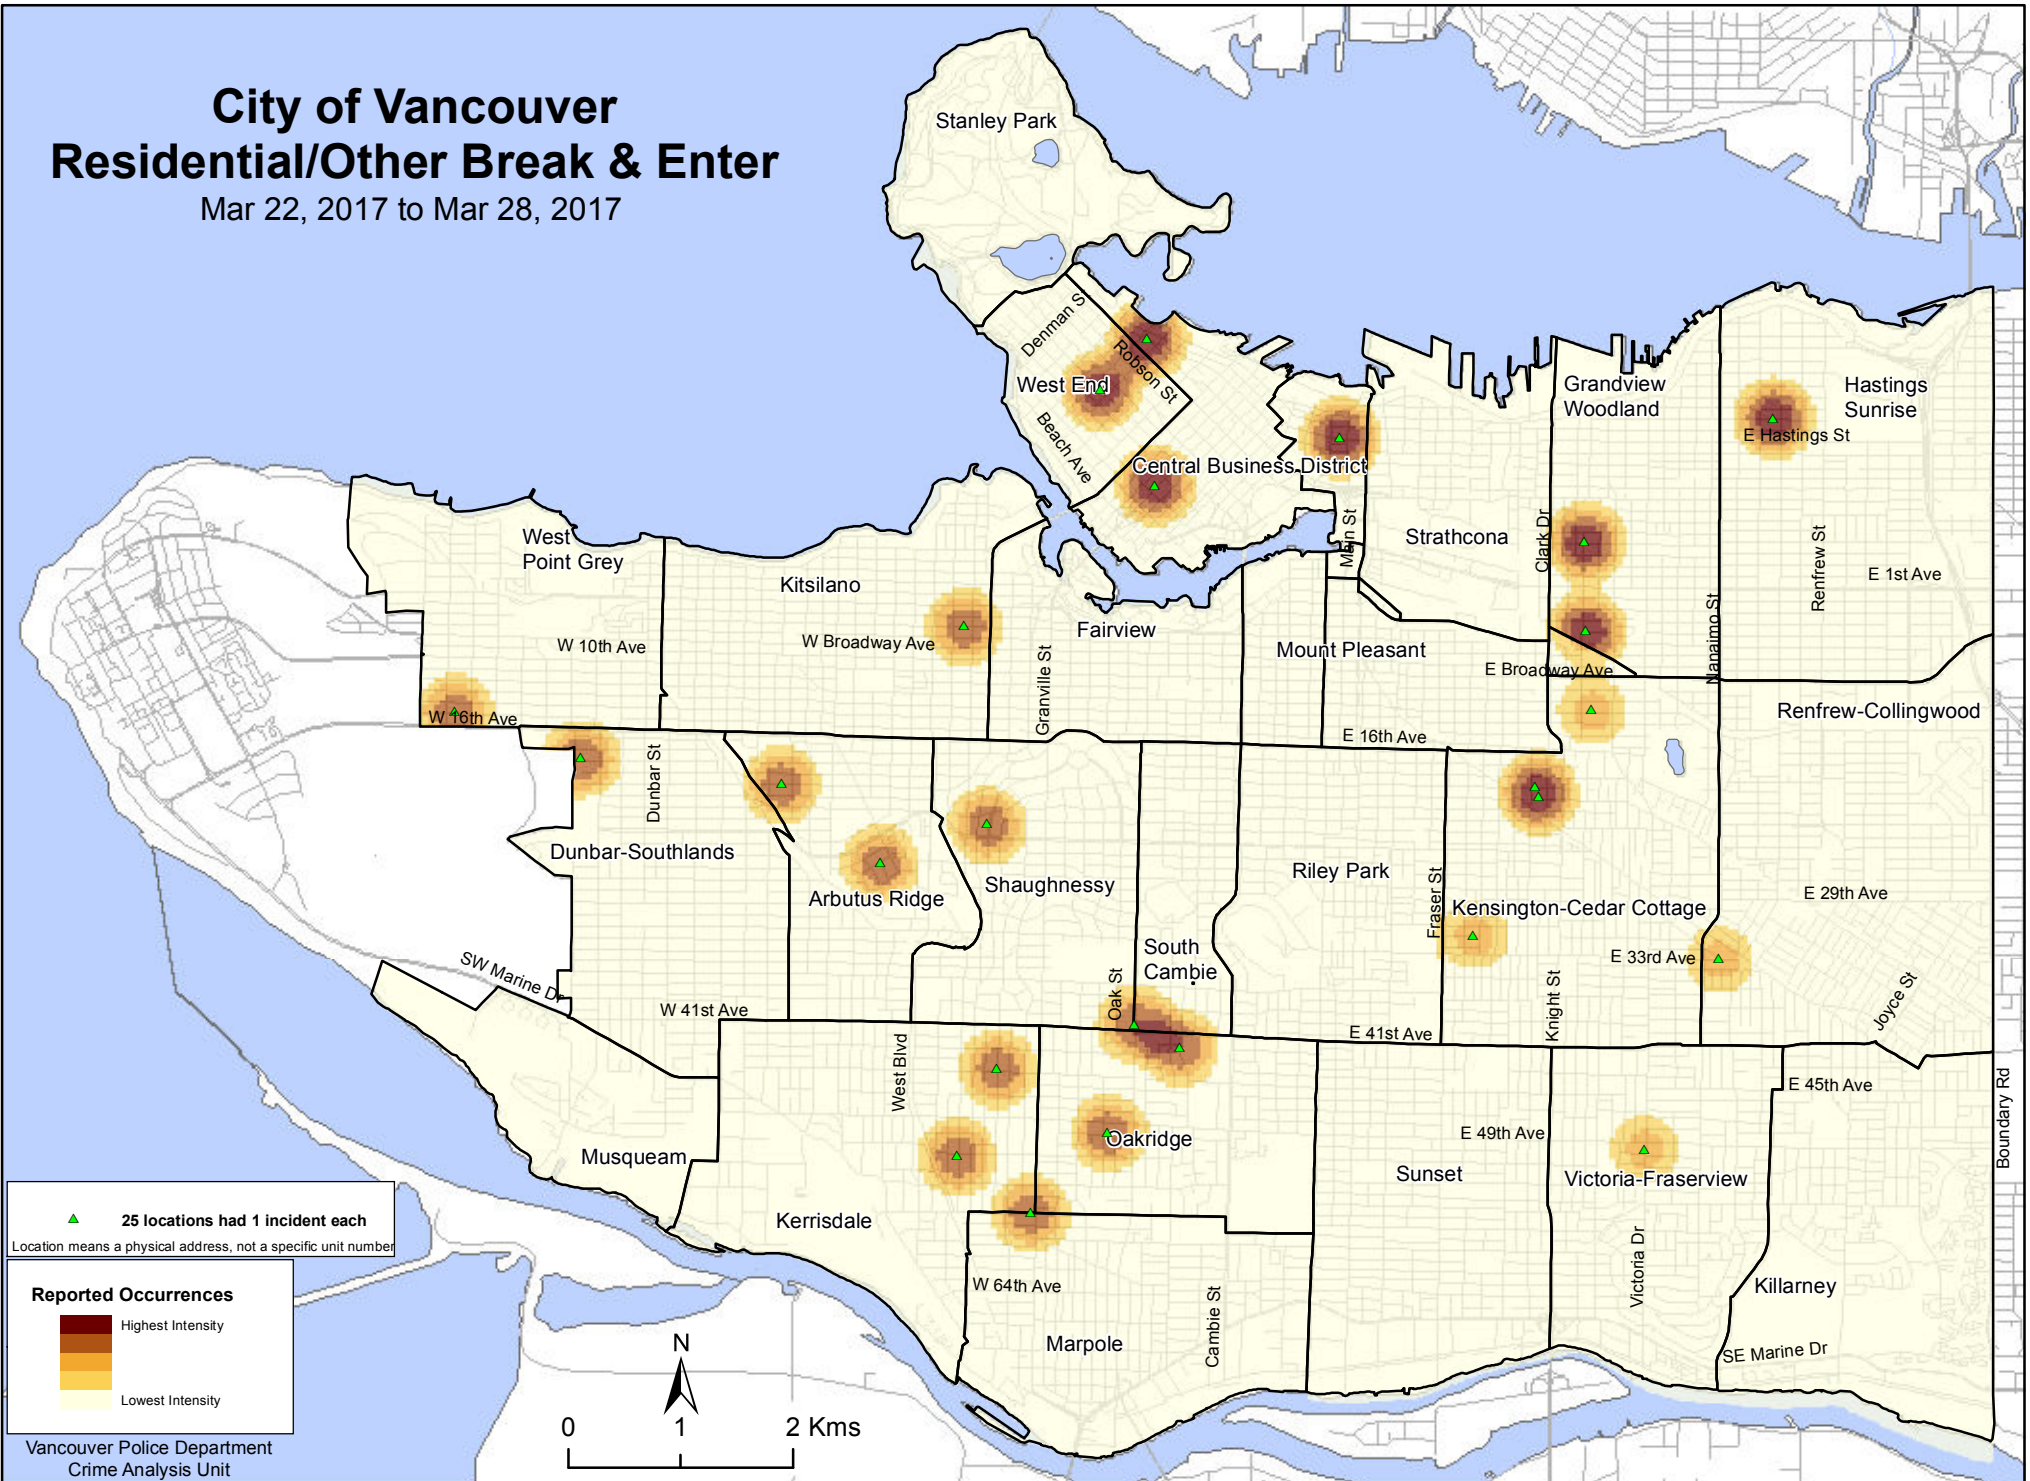 City of Vancouver
Residential/Other Break & Enter
Mar 22, 2017 to Mar 28, 2017
Stanley Park
Denman S
Robson St
West End
Beach Ave
Central Business District
Main St
Grandview
Woodland
Hastings
Sunrise
E Hastings St
Strathcona
Clark Dr
Renfrew St
E 1st Ave
Nanaimo St
West
Point Grey
Kitsilano
W 10th Ave
W Broadway Ave
Fairview
Granville St
Mount Pleasant
E Broadway Ave
W 16th Ave
E 16th Ave
Renfrew-Collingwood
Dunbar St
Dunbar-Southlands
Arbutus Ridge
Shaughnessy
Riley Park
Fraser St
Kensington-Cedar Cottage
E 29th Ave
South
Cambie
E 33rd Ave
SW Marine Dr
W 41st Ave
Oak St
E 41st Ave
Knight St
Joyce St
West Blvd
E 45th Ave
Boundary Rd
Musqueam
Oakridge
E 49th Ave
Sunset
Victoria-Fraserview
Kerrisdale
W 64th Ave
Marpole
Cambie St
Victoria Dr
Killarney
SE Marine Dr
25 locations had 1 incident each
Location means a physical address, not a specific unit number
Reported Occurrences
Highest Intensity
Lowest Intensity
Vancouver Police Department
Crime Analysis Unit
N
0 1 2 Kms